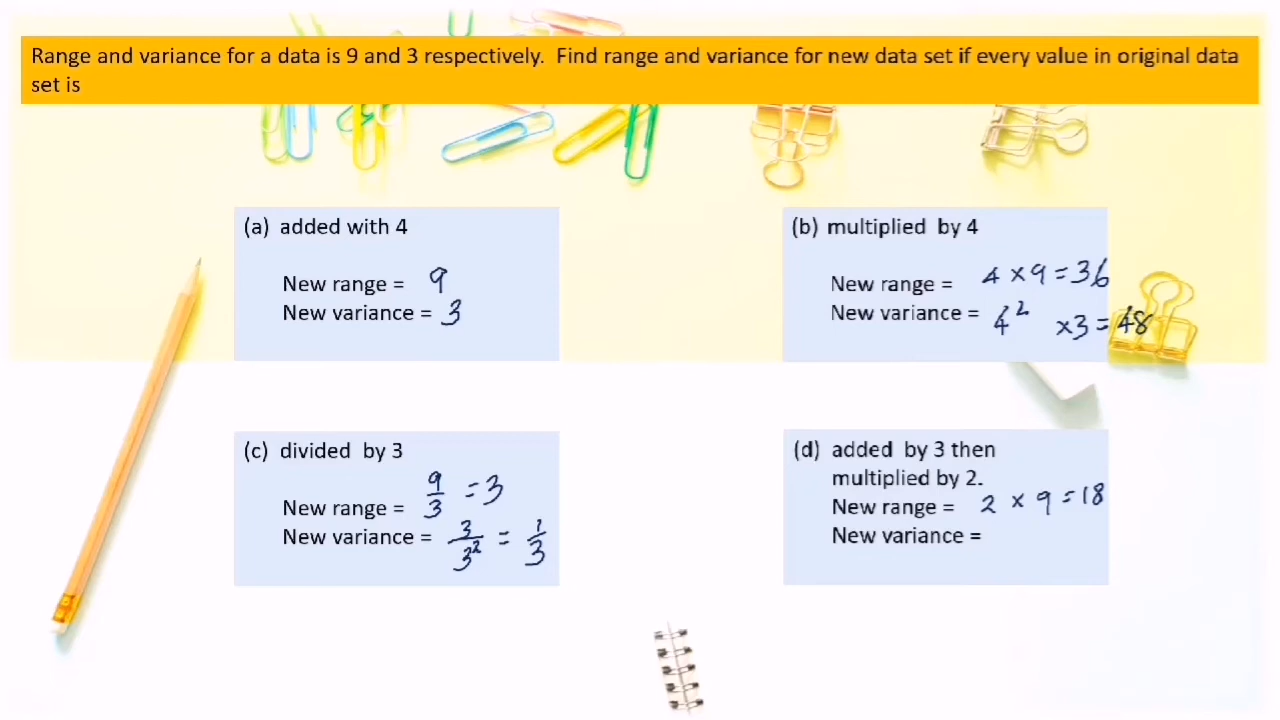 Range and variance for a data is 9 and 3 respectively. Find range and variance for new data set if every value in original data
set is
(a) added with 4
New range = 9
New variance = 3
(b) multiplied by 4
New range = 4 × 9 = 36
New variance = 4² ×3 = 48
(c) divided by 3
New range = 9/3 = 3
New variance = 3/3² = 1/3
(d) added by 3 then
multiplied by 2.
New range = 2 × 9 = 18
New variance =